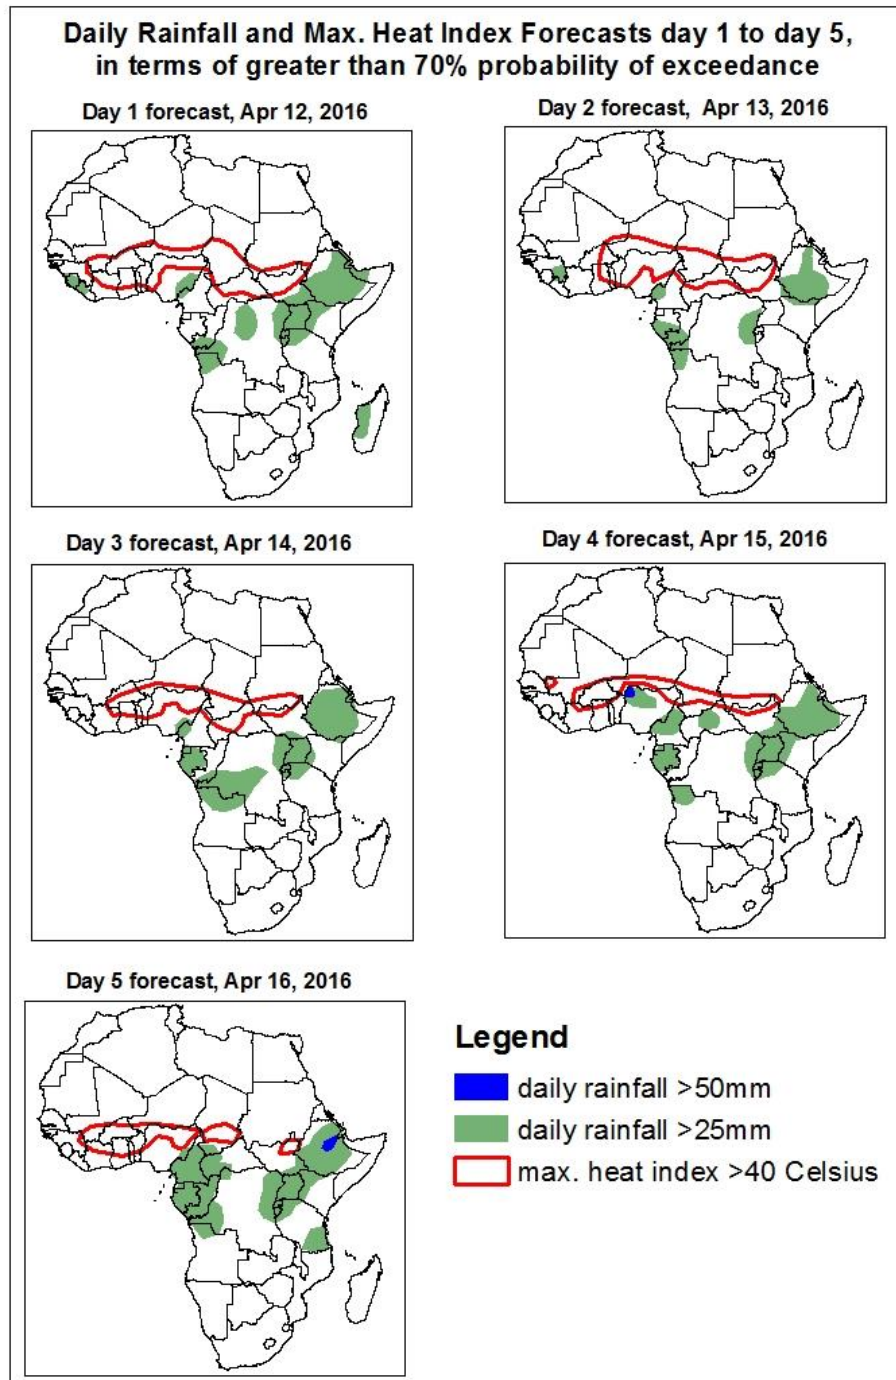 Daily Rainfall and Max. Heat Index Forecasts day 1 to day 5,
in terms of greater than 70% probability of exceedance
Day 1 forecast, Apr 12, 2016
Day 2 forecast, Apr 13, 2016
Day 3 forecast, Apr 14, 2016
Day 4 forecast, Apr 15, 2016
Day 5 forecast, Apr 16, 2016
Legend
daily rainfall >50mm
daily rainfall >25mm
max. heat index >40 Celsius